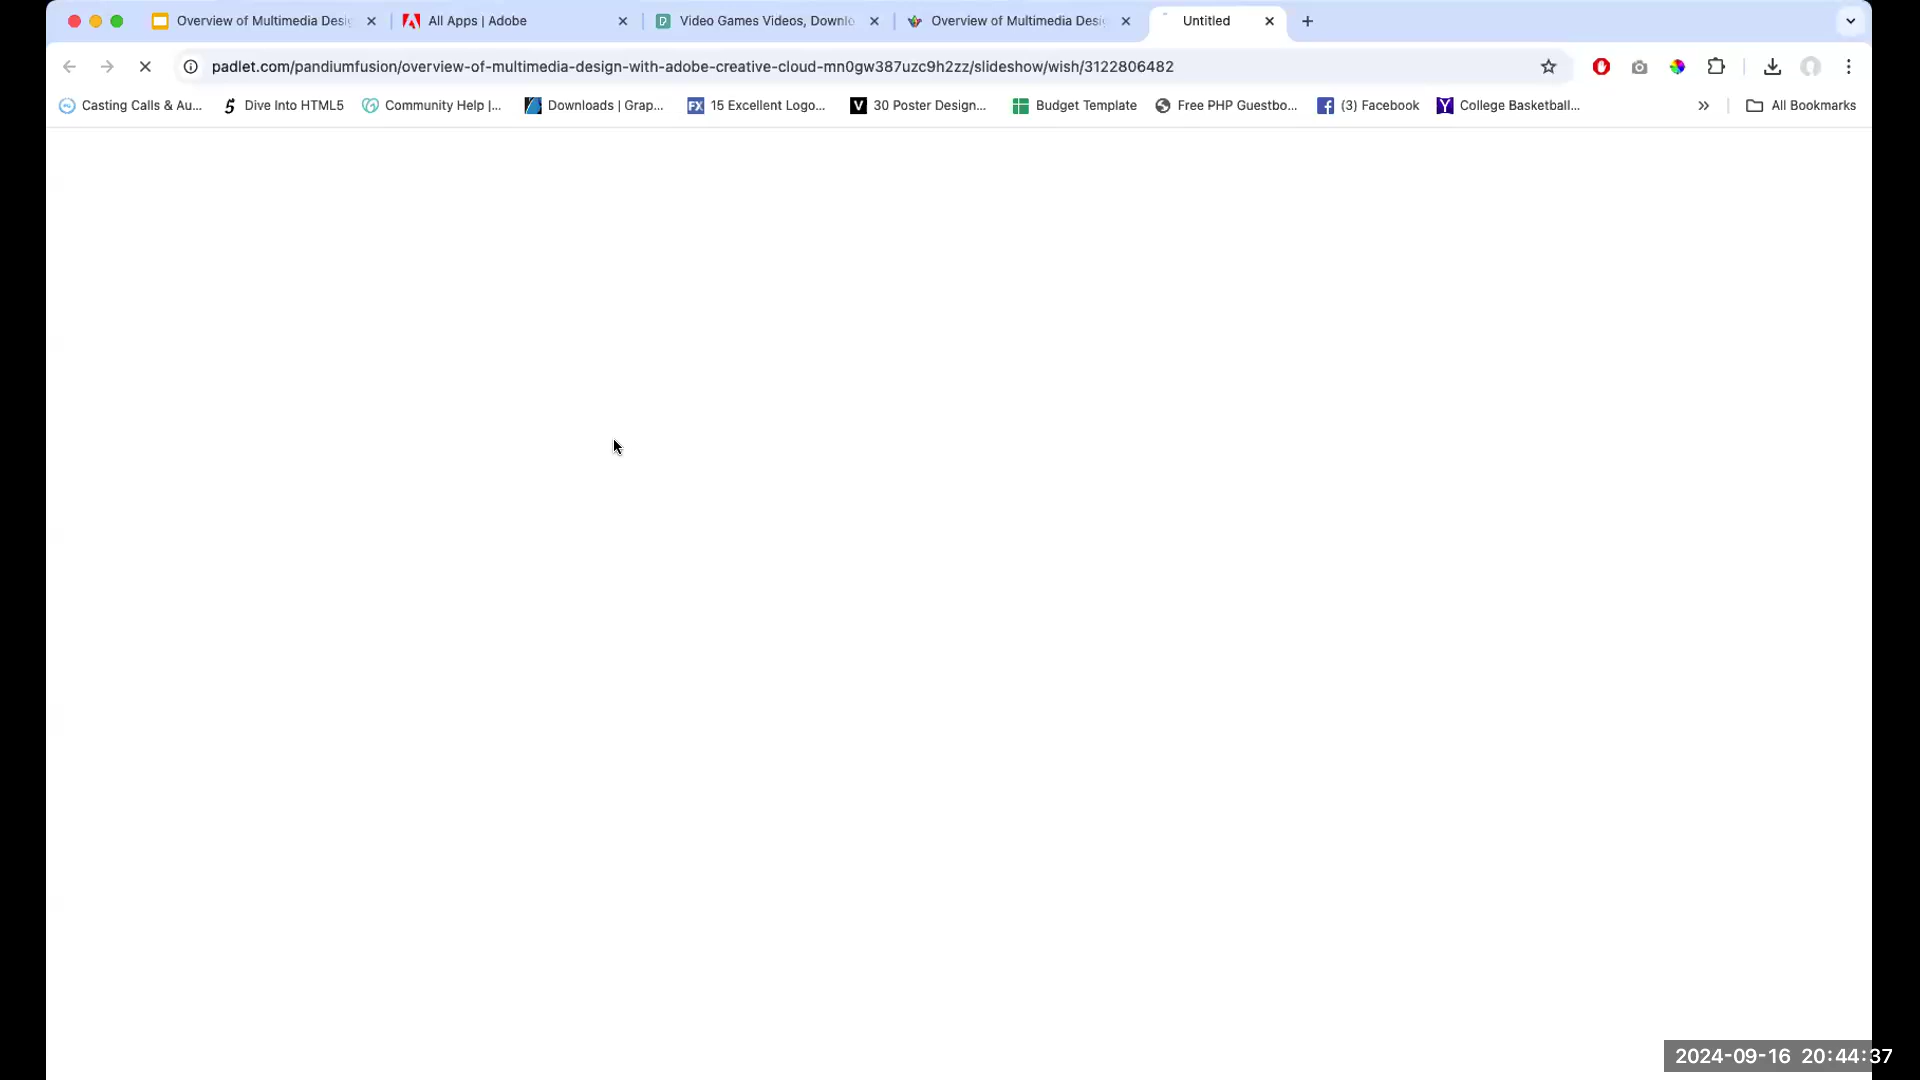 Overview of Multimedia Desi
All Apps | Adobe
Video Games Videos, Downlo
Overview of Multimedia Desi
Untitled
padlet.com/pandiumfusion/overview-of-multimedia-design-with-adobe-creative-cloud-mn0gw387uzc9h2zz/slideshow/wish/3122806482
Casting Calls & Au...
Dive Into HTML5
Community Help |...
Downloads | Grap...
FX 15 Excellent Logo...
V 30 Poster Design...
Budget Template
Free PHP Guestbo...
(3) Facebook
Y College Basketball...
All Bookmarks
2024-09-16 20:44:37